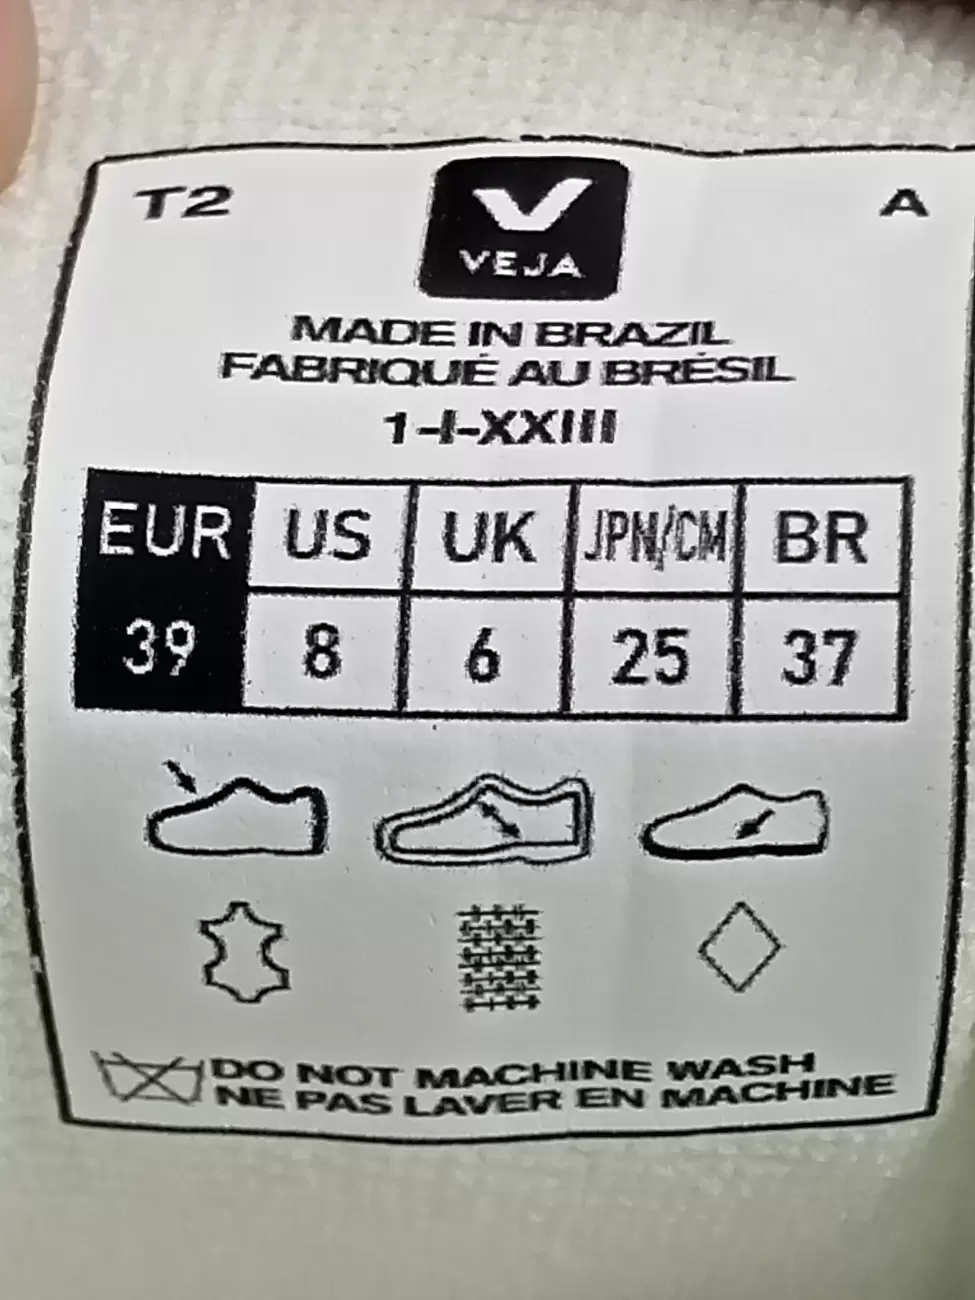 T2 A
VEJA
MADE IN BRAZIL
FABRIQUÉ AU BRÉSIL
1-I-XXIII
EUR US UK JPN/CM BR
39 8 6 25 37
DO NOT MACHINE WASH
NE PAS LAVER EN MACHINE